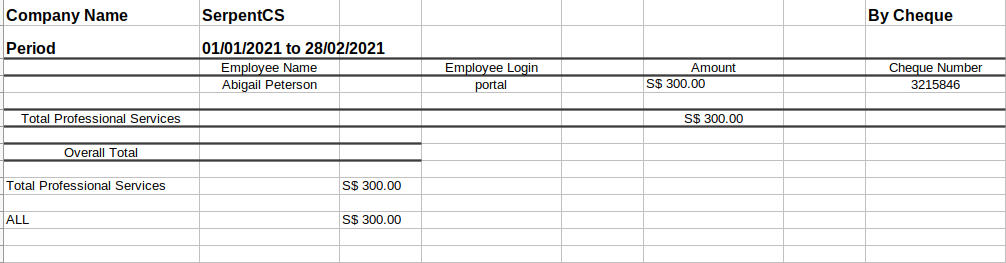 Company Name SerpentCS By Cheque
Period 01/01/2021 to 28/02/2021
Employee Name Employee Login Amount Cheque Number
Abigail Peterson portal S$ 300.00 3215846
Total Professional Services S$ 300.00
Overall Total
Total Professional Services S$ 300.00
ALL S$ 300.00